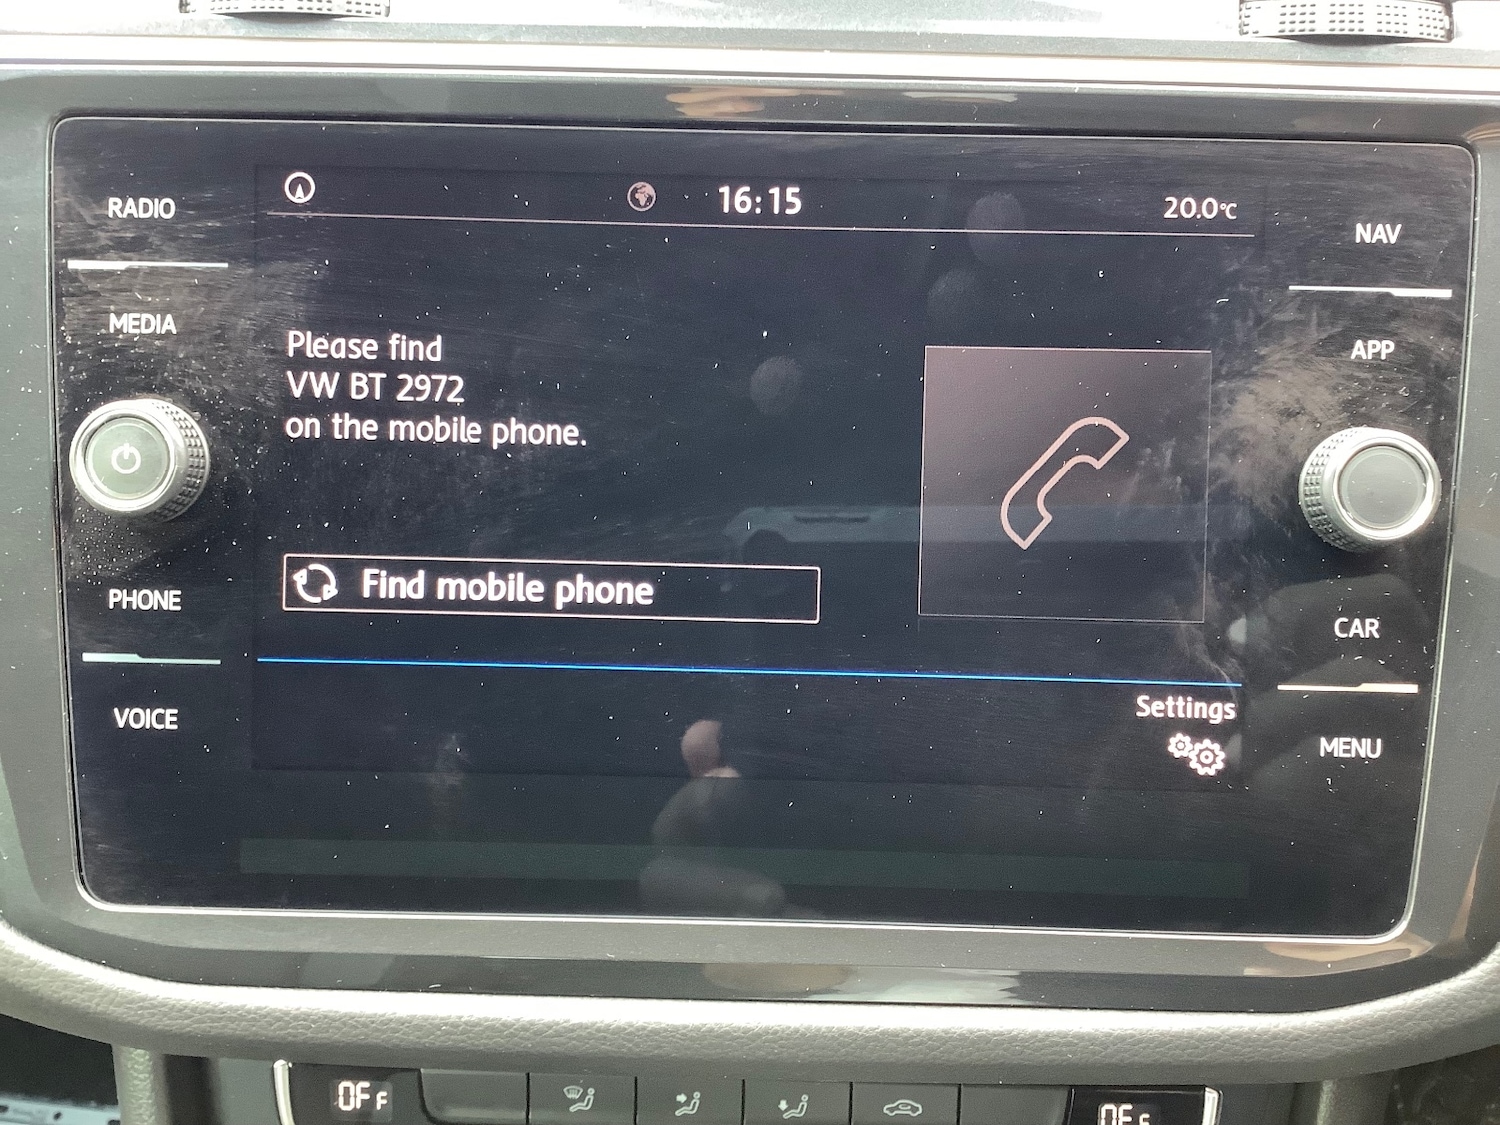 16:15
20.0°C
RADIO
MEDIA
PHONE
VOICE
Please find
VW BT 2972
on the mobile phone.
Find mobile phone
Settings
NAV
APP
CAR
MENU
OFF
OFF